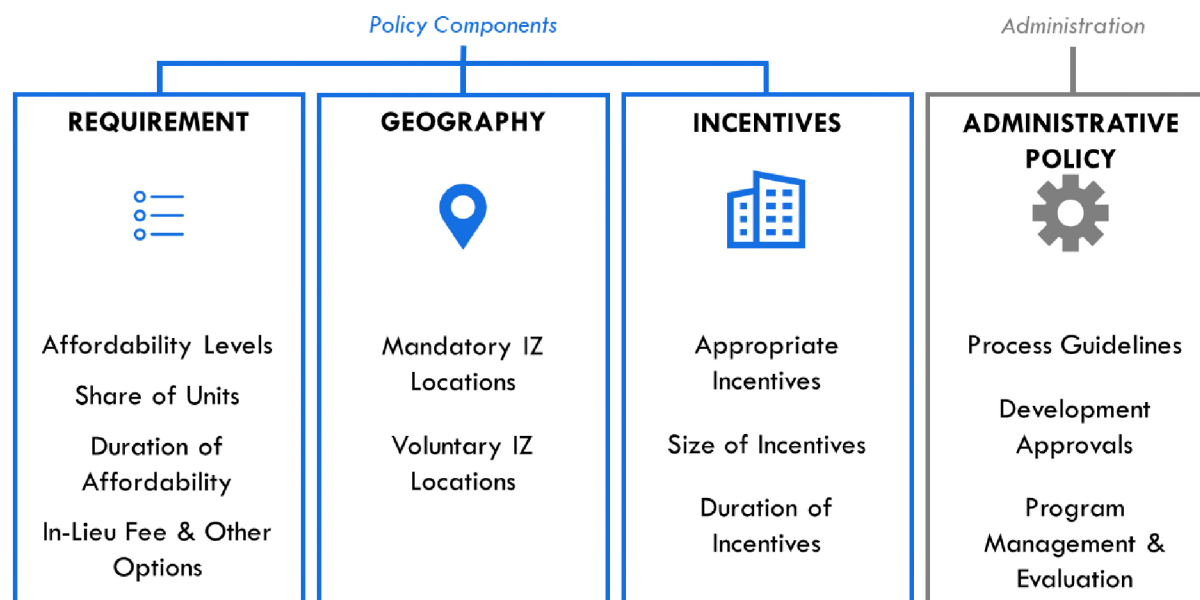 Policy Components
Administration
REQUIREMENT
Affordability Levels
Share of Units
Duration of
Affordability
In-Lieu Fee & Other
Options
GEOGRAPHY
Mandatory IZ
Locations
Voluntary IZ
Locations
INCENTIVES
Appropriate
Incentives
Size of Incentives
Duration of
Incentives
ADMINISTRATIVE
POLICY
Process Guidelines
Development
Approvals
Program
Management &
Evaluation